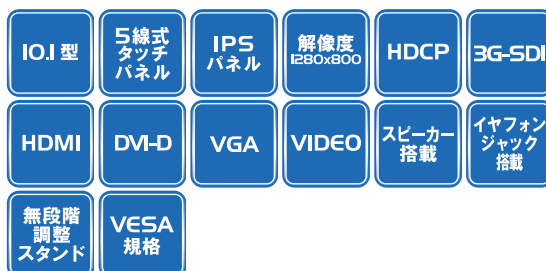 10.1 型
5線式
タッチ
パネル
IPS
パネル
解像度
1280x800
HDCP
3G-SDI
HDMI
DVI-D
VGA
VIDEO
スピーカー
搭載
イヤフォン
ジャック
搭載
無段階
調整
スタンド
VESA
規格